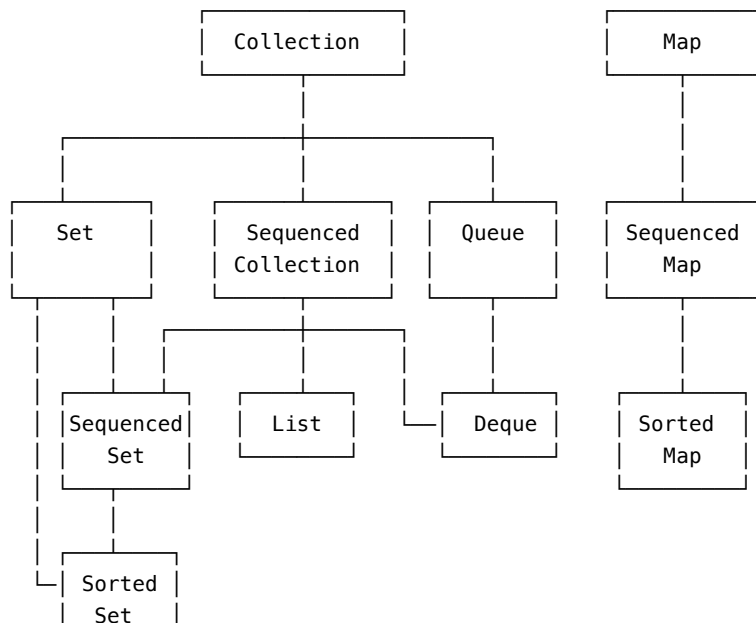 Collection
Map
Set
Sequenced
Collection
Queue
Sequenced
Map
Sequenced
Set
List
Deque
Sorted
Map
Sorted
Set